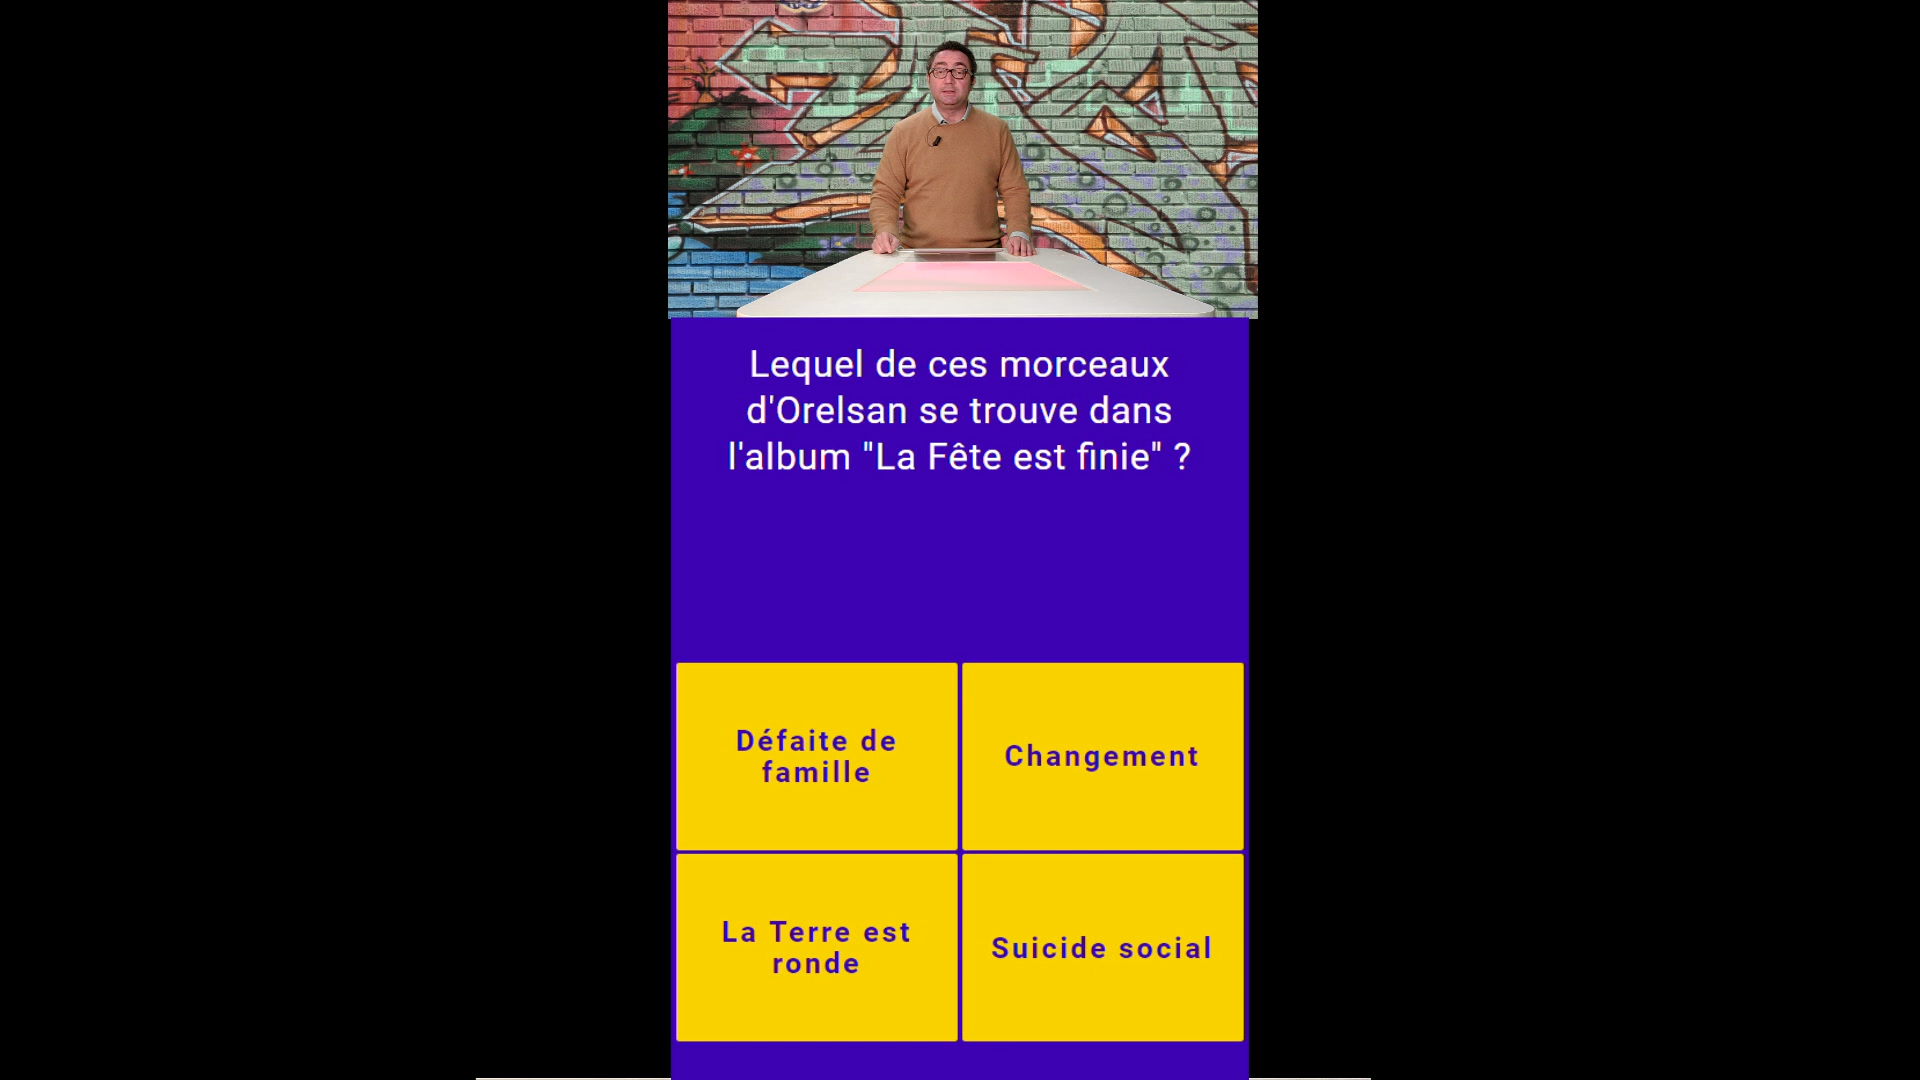 Lequel de ces morceaux
d'Orelsan se trouve dans
l'album "La Fête est finie" ?
Défaite de
famille
Changement
La Terre est
ronde
Suicide social